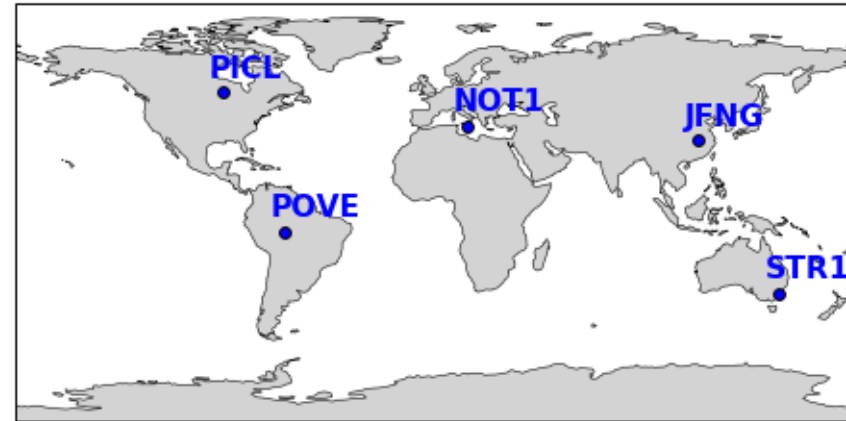 PICL
NOT1
JFNG
POVE
STR1